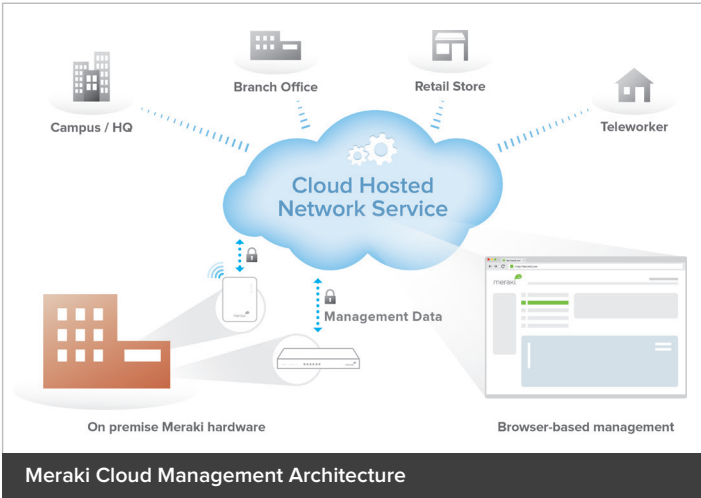 Branch Office
Retail Store
Campus / HQ
Teleworker
Cloud Hosted
Network Service
meraki
meraki
Management Data
On premise Meraki hardware
Browser-based management
Meraki Cloud Management Architecture